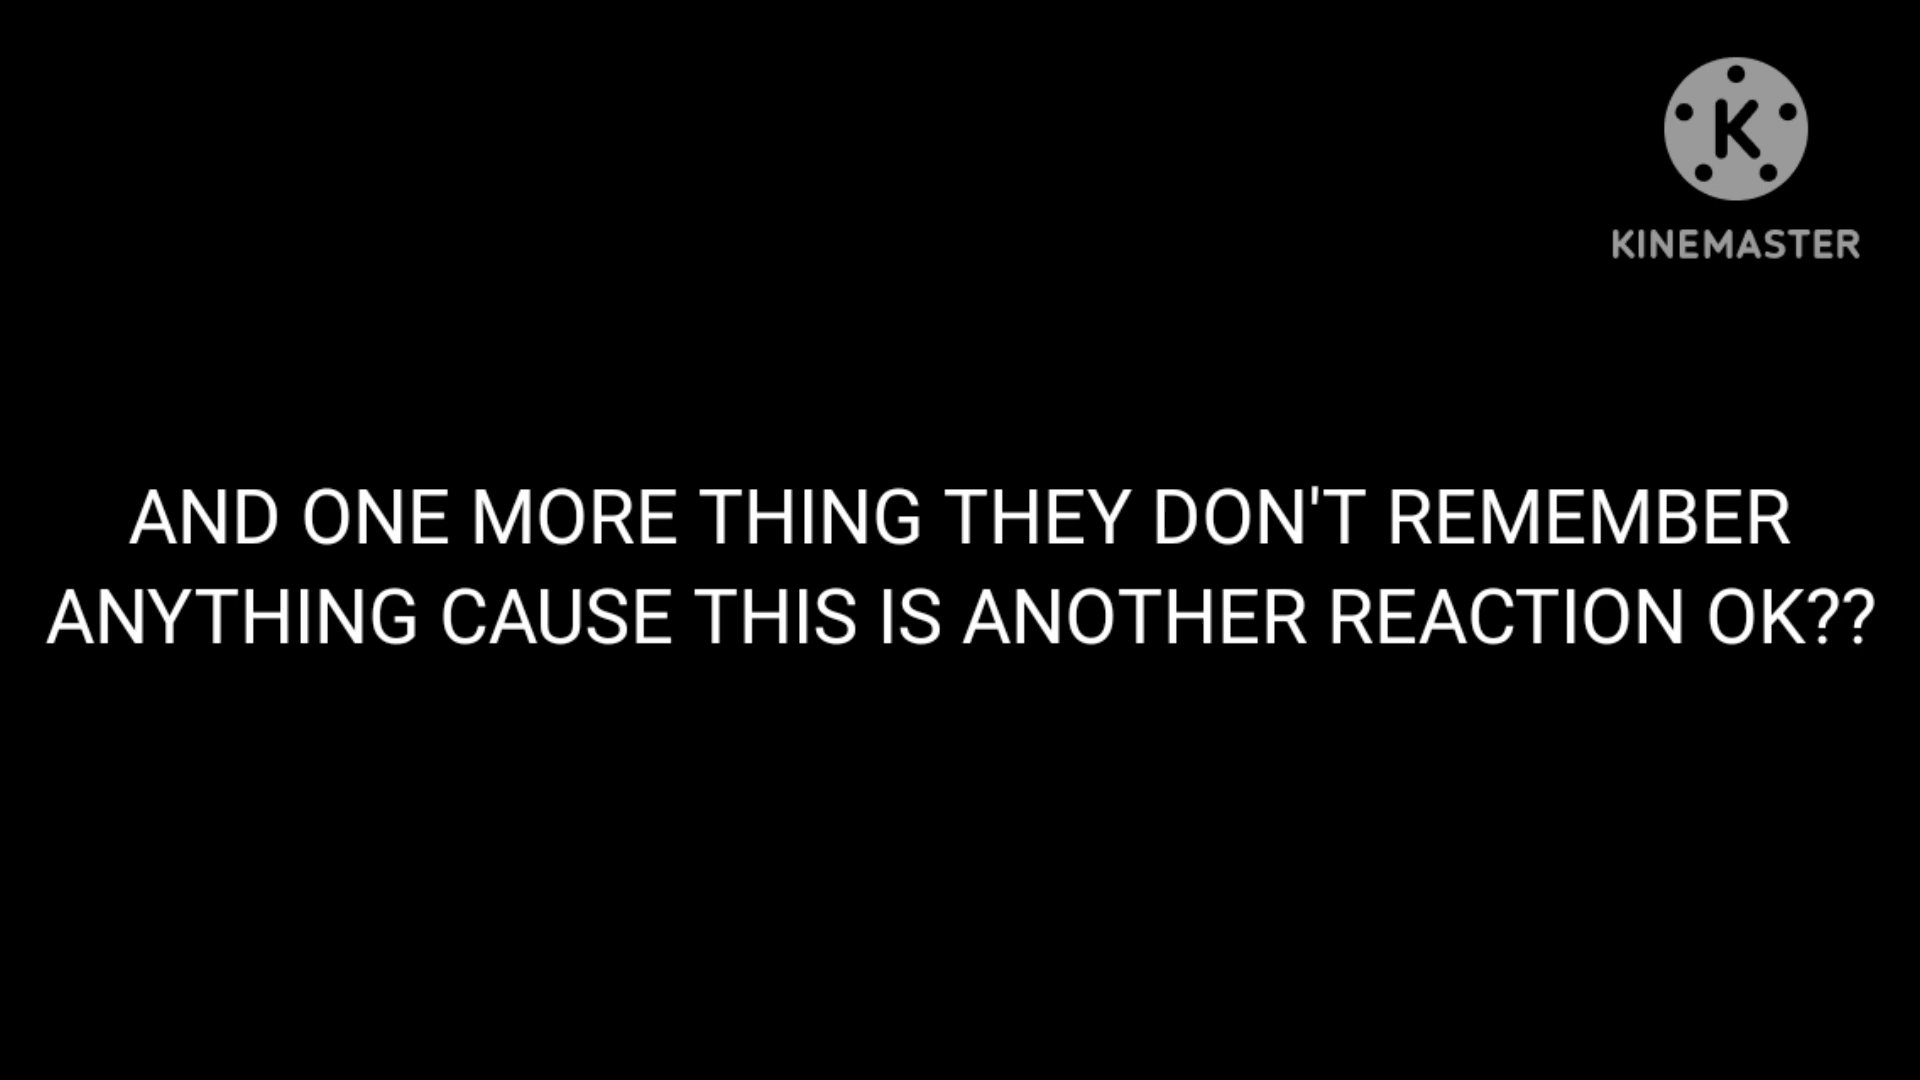 K
KINEMASTER
AND ONE MORE THING THEY DON'T REMEMBER
ANYTHING CAUSE THIS IS ANOTHER REACTION OK??